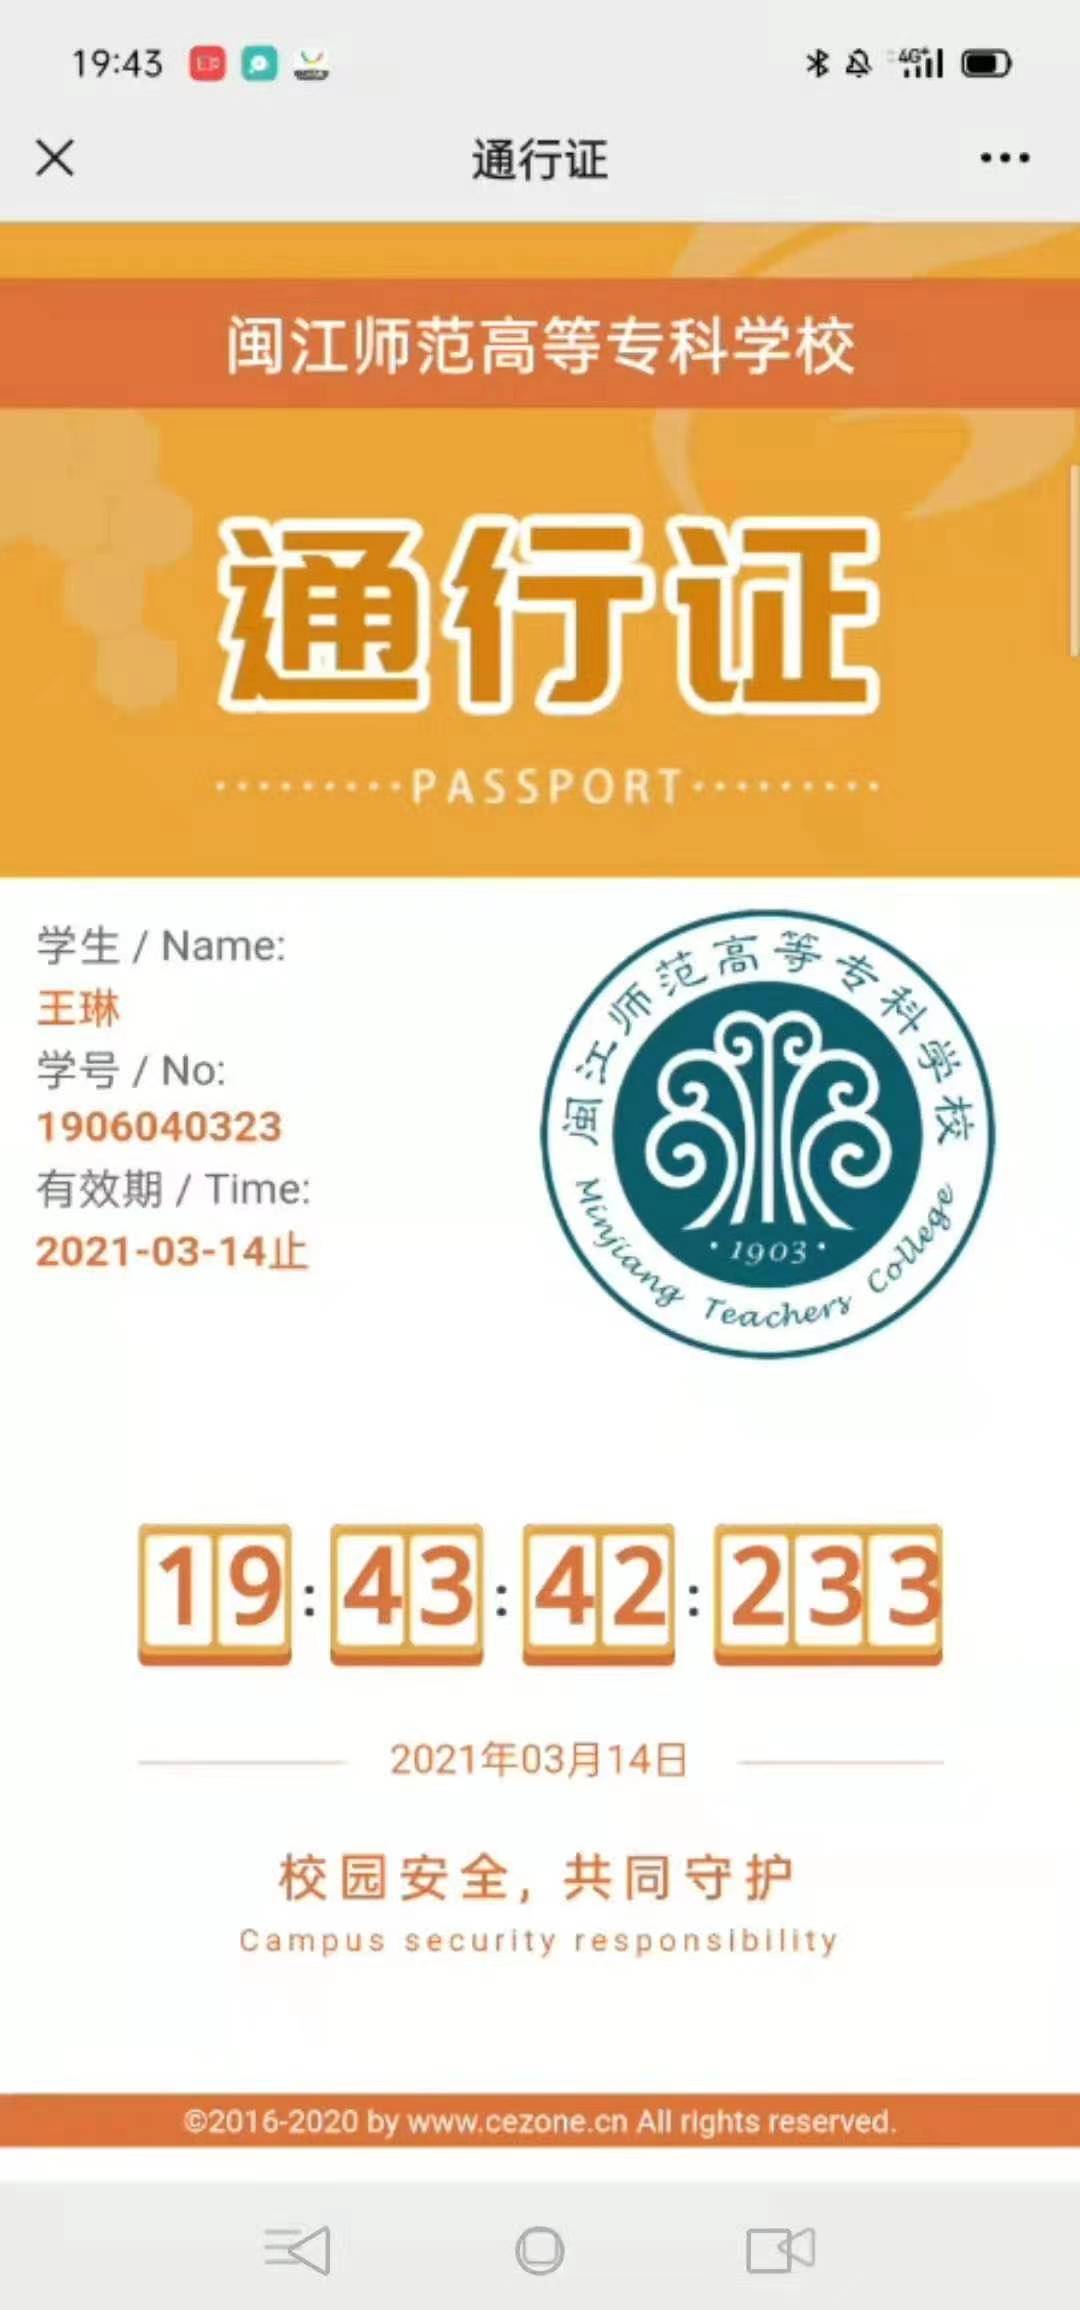 19:43
4G+
通行证
闽江师范高等专科学校
通行证
PASSPORT
学生 / Name:
王琳
学号 / No:
1906040323
有效期 / Time:
2021-03-14止
闽江师范高等专科学校
·1903·
Minjiang Teachers College
19:43:42:233
2021年03月14日
校园安全, 共同守护
Campus security responsibility
©2016-2020 by www.cezone.cn All rights reserved.